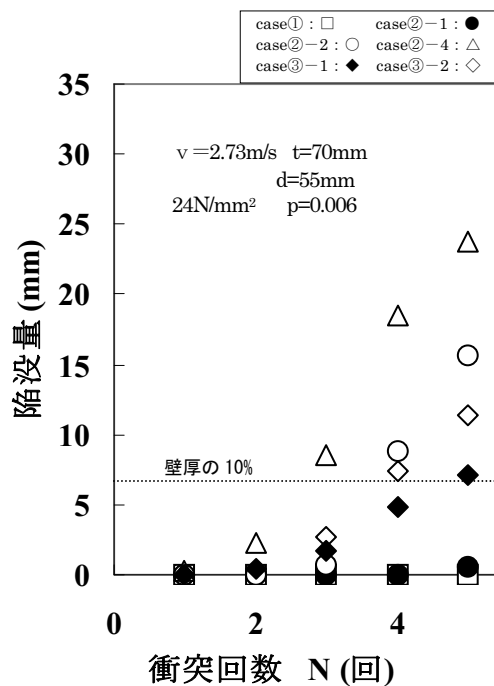 case①：□ case②－1：●
case②－2：○ case②－4：△
case③－1：◆ case③－2：◇
35
30
25
20
15
10
5
0
陥没量 (mm)
v＝2.73m/s t=70mm
d=55mm
24N/mm² p=0.006
壁厚の 10%
0 2 4
衝突回数 N (回)